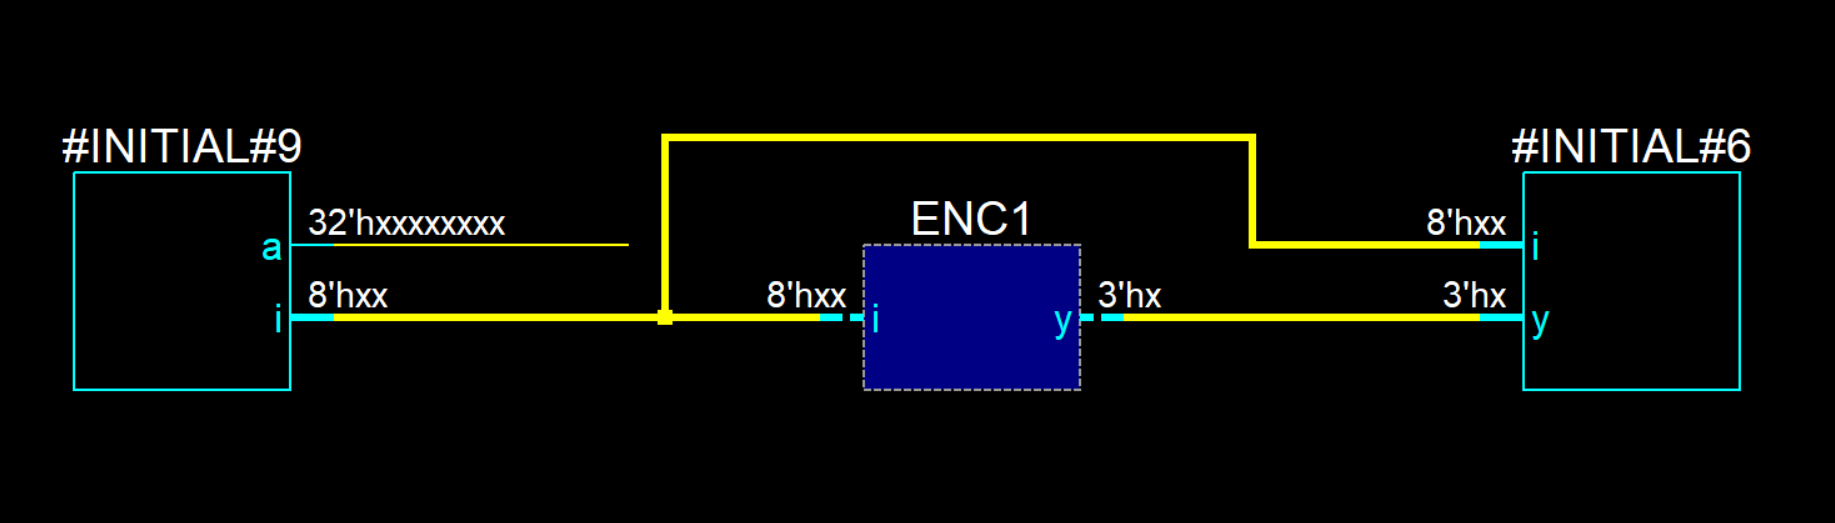 #INITIAL#9
#INITIAL#6
ENC1
32'hxxxxxxxx
8'hxx
a
i
8'hxx
8'hxx
3'hx
3'hx
i
i
y
y